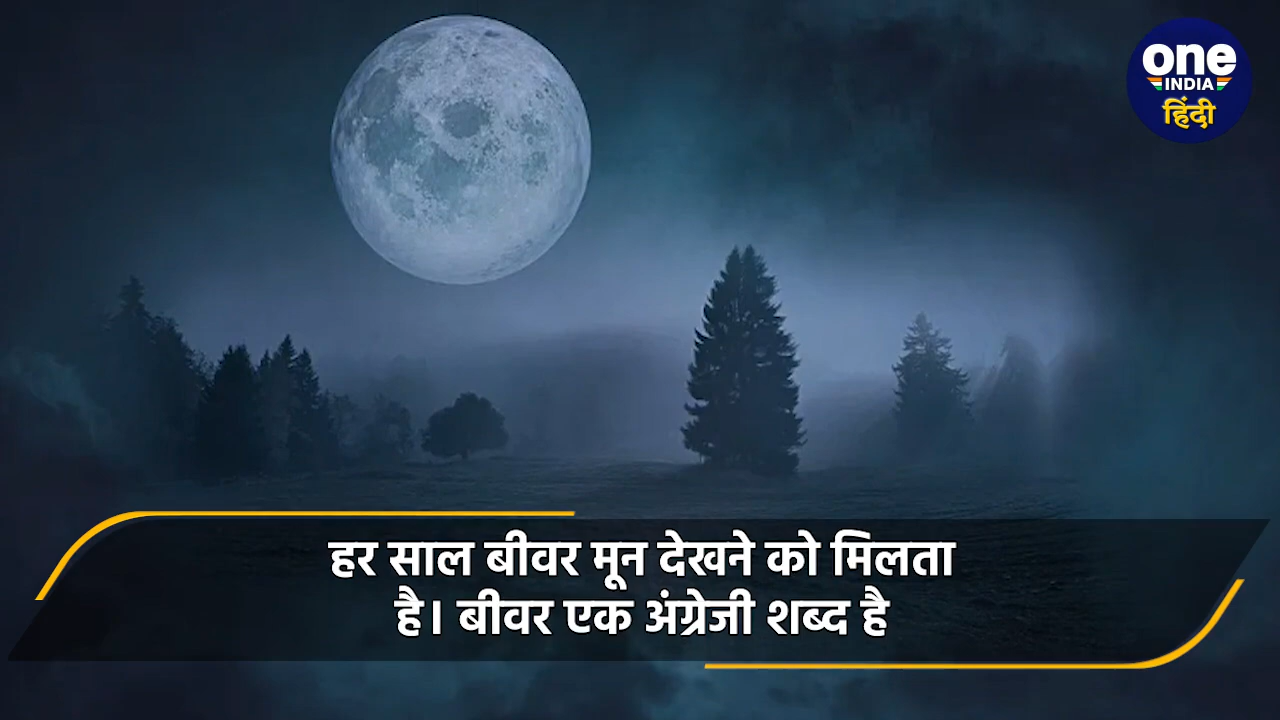 one
INDIA
हिंदी
हर साल बीवर मून देखने को मिलता
है। बीवर एक अंग्रेजी शब्द है